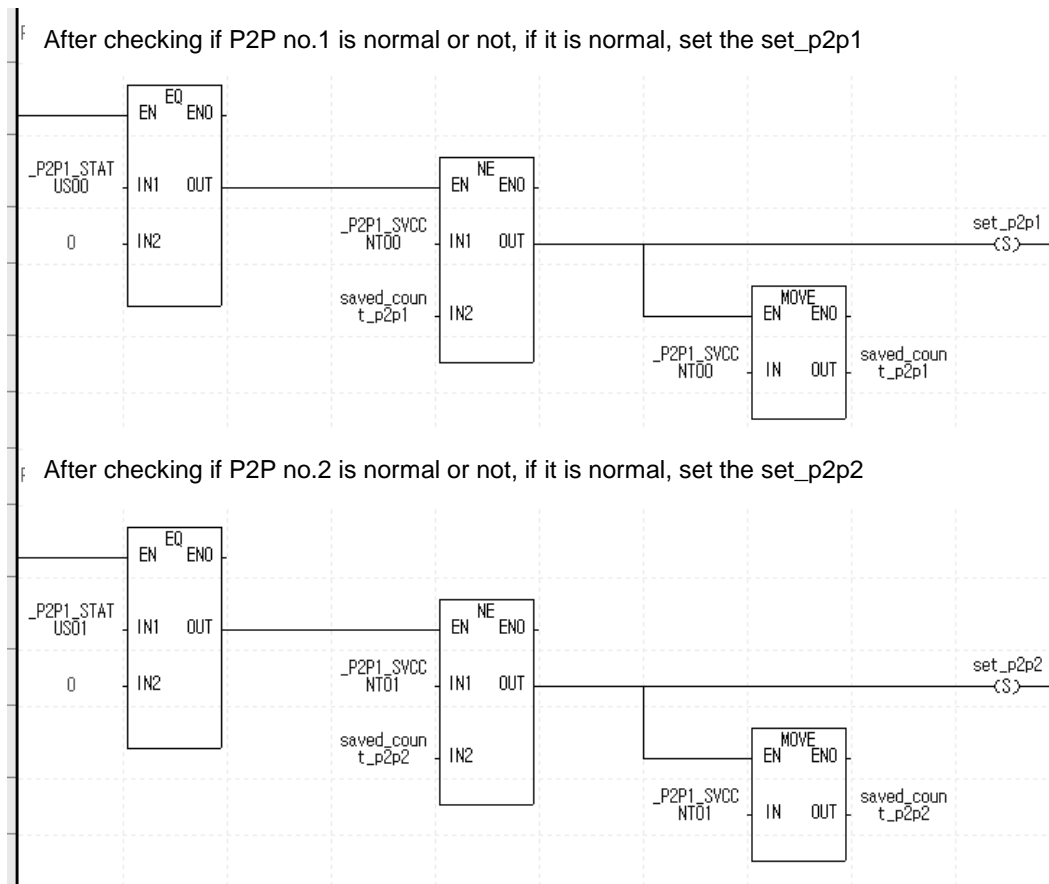 After checking if P2P no.1 is normal or not, if it is normal, set the set_p2p1
EQ
EN ENO
_P2P1_STAT
US00
IN1 OUT
0
IN2
NE
EN ENO
_P2P1_SVCC
NT00
IN1 OUT
saved_coun
t_p2p1
IN2
set_p2p1
(S)
MOVE
EN ENO
_P2P1_SVCC
NT00
IN OUT
saved_coun
t_p2p1
After checking if P2P no.2 is normal or not, if it is normal, set the set_p2p2
EQ
EN ENO
_P2P1_STAT
US01
IN1 OUT
0
IN2
NE
EN ENO
_P2P1_SVCC
NT01
IN1 OUT
saved_coun
t_p2p2
IN2
set_p2p2
(S)
MOVE
EN ENO
_P2P1_SVCC
NT01
IN OUT
saved_coun
t_p2p2